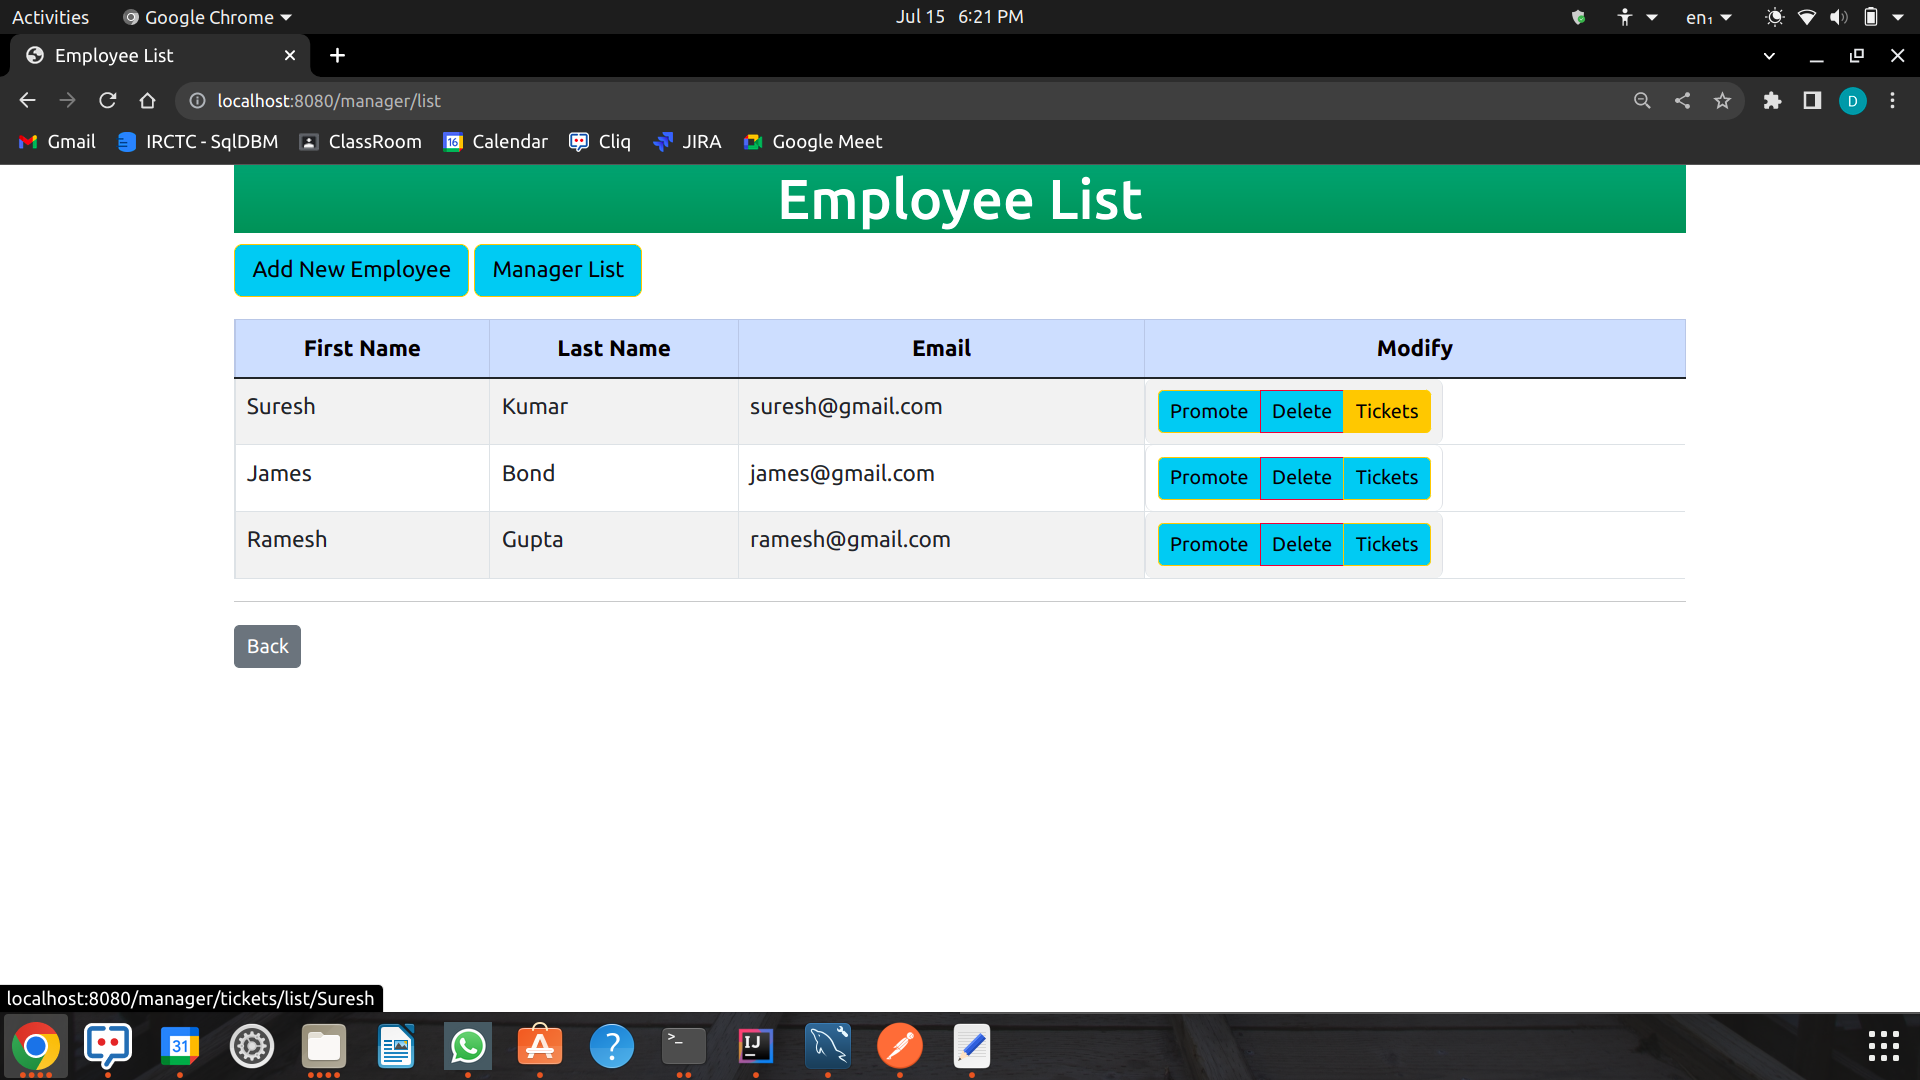 Activities Google Chrome Jul 15 6:21 PM en₁
Employee List
localhost:8080/manager/list D
Gmail IRCTC - SqlDBM ClassRoom 16 Calendar Cliq JIRA Google Meet
Employee List
Add New Employee Manager List
First Name Last Name Email Modify
Suresh Kumar suresh@gmail.com Promote Delete Tickets
James Bond james@gmail.com Promote Delete Tickets
Ramesh Gupta ramesh@gmail.com Promote Delete Tickets
Back
localhost:8080/manager/tickets/list/Suresh
31 ? >_ IJ